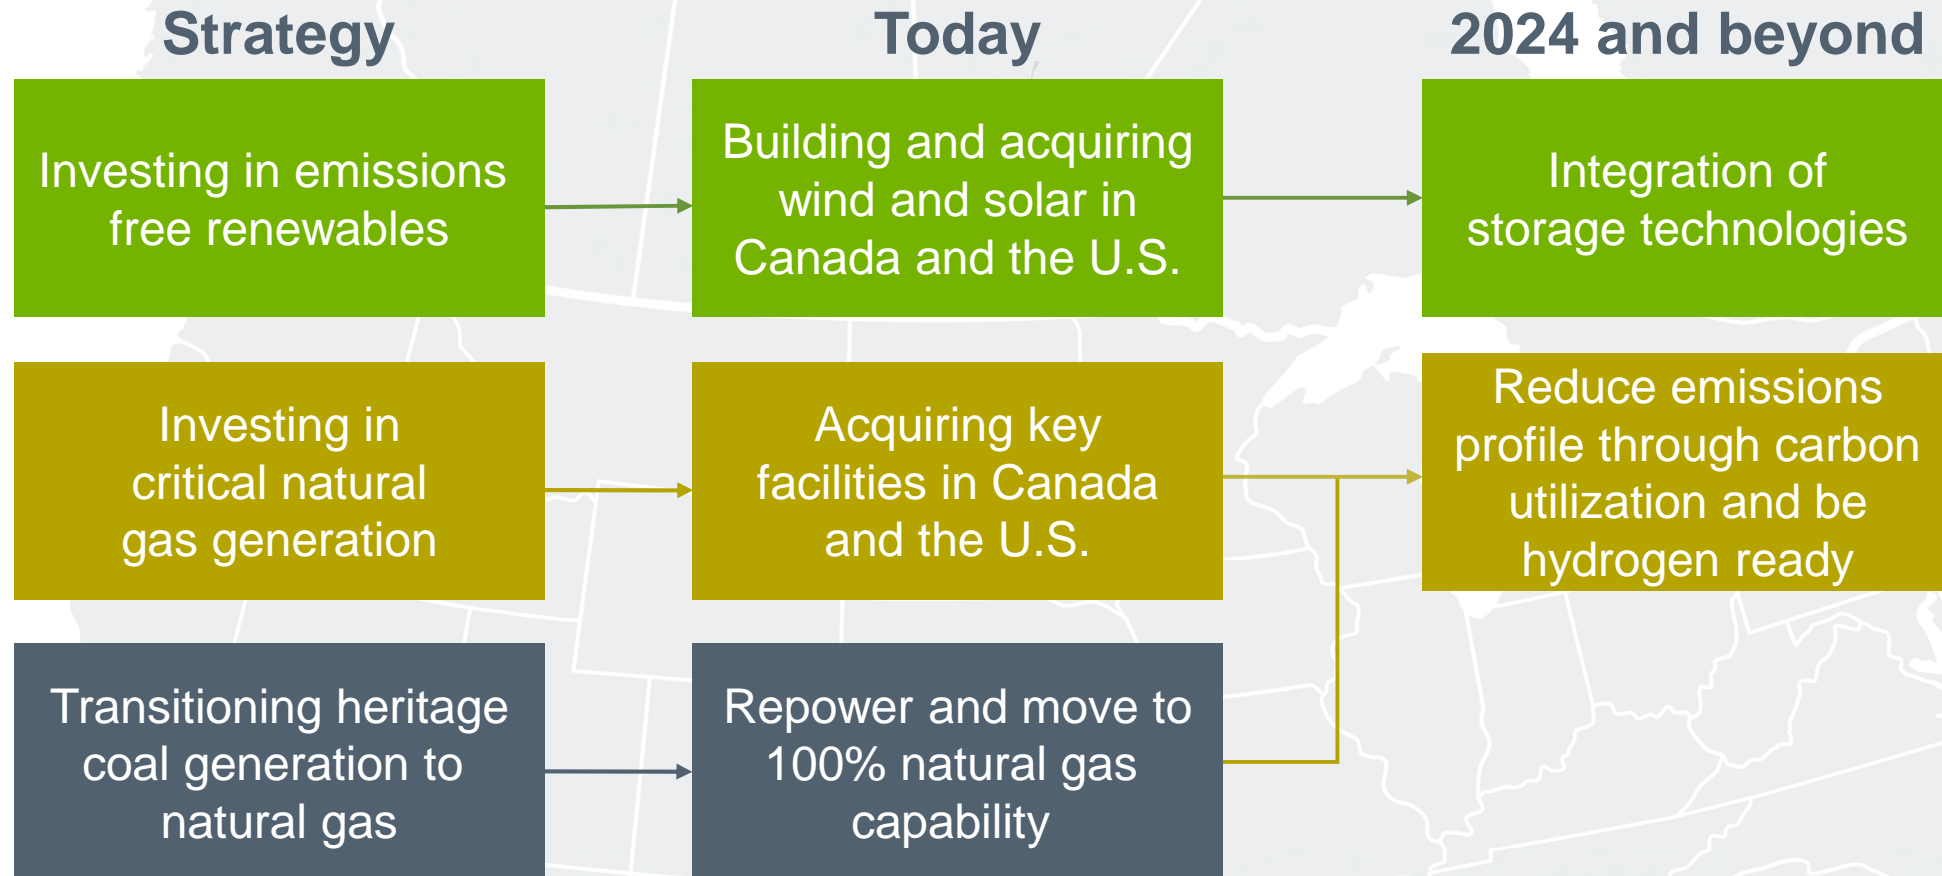 Strategy
Today
2024 and beyond
Investing in emissions
free renewables
Building and acquiring
wind and solar in
Canada and the U.S.
Integration of
storage technologies
Investing in
critical natural
gas generation
Acquiring key
facilities in Canada
and the U.S.
Reduce emissions
profile through carbon
utilization and be
hydrogen ready
Transitioning heritage
coal generation to
natural gas
Repower and move to
100% natural gas
capability